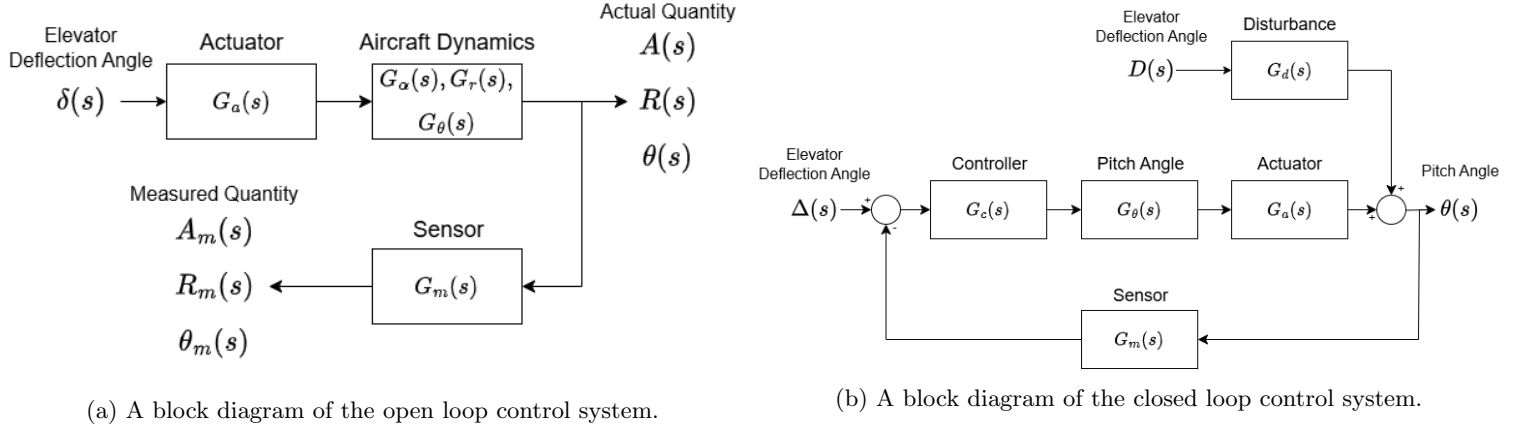 Elevator
Deflection Angle
δ(s)
Actuator
G_a(s)
Aircraft Dynamics
G_α(s), G_r(s),
G_θ(s)
Actual Quantity
A(s)
R(s)
θ(s)
Measured Quantity
A_m(s)
R_m(s)
θ_m(s)
Sensor
G_m(s)
(a) A block diagram of the open loop control system.
Elevator
Deflection Angle
D(s)
Disturbance
G_d(s)
Elevator
Deflection Angle
Δ(s)
+
-
Controller
G_c(s)
Pitch Angle
G_θ(s)
Actuator
G_a(s)
+
+
Pitch Angle
θ(s)
Sensor
G_m(s)
(b) A block diagram of the closed loop control system.